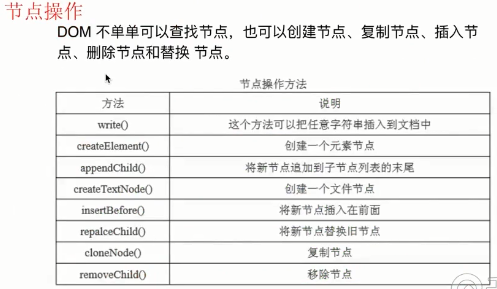 节点操作
DOM 不单单可以查找节点，也可以创建节点、复制节点、插入节
点、删除节点和替换 节点。
节点操作方法
方法 说明
write() 这个方法可以把任意字符串插入到文档中
createElement() 创建一个元素节点
appendChild() 将新节点追加到子节点列表的末尾
createTextNode() 创建一个文件节点
insertBefore() 将新节点插入在前面
repalceChild() 将新节点替换旧节点
cloneNode() 复制节点
removeChild() 移除节点